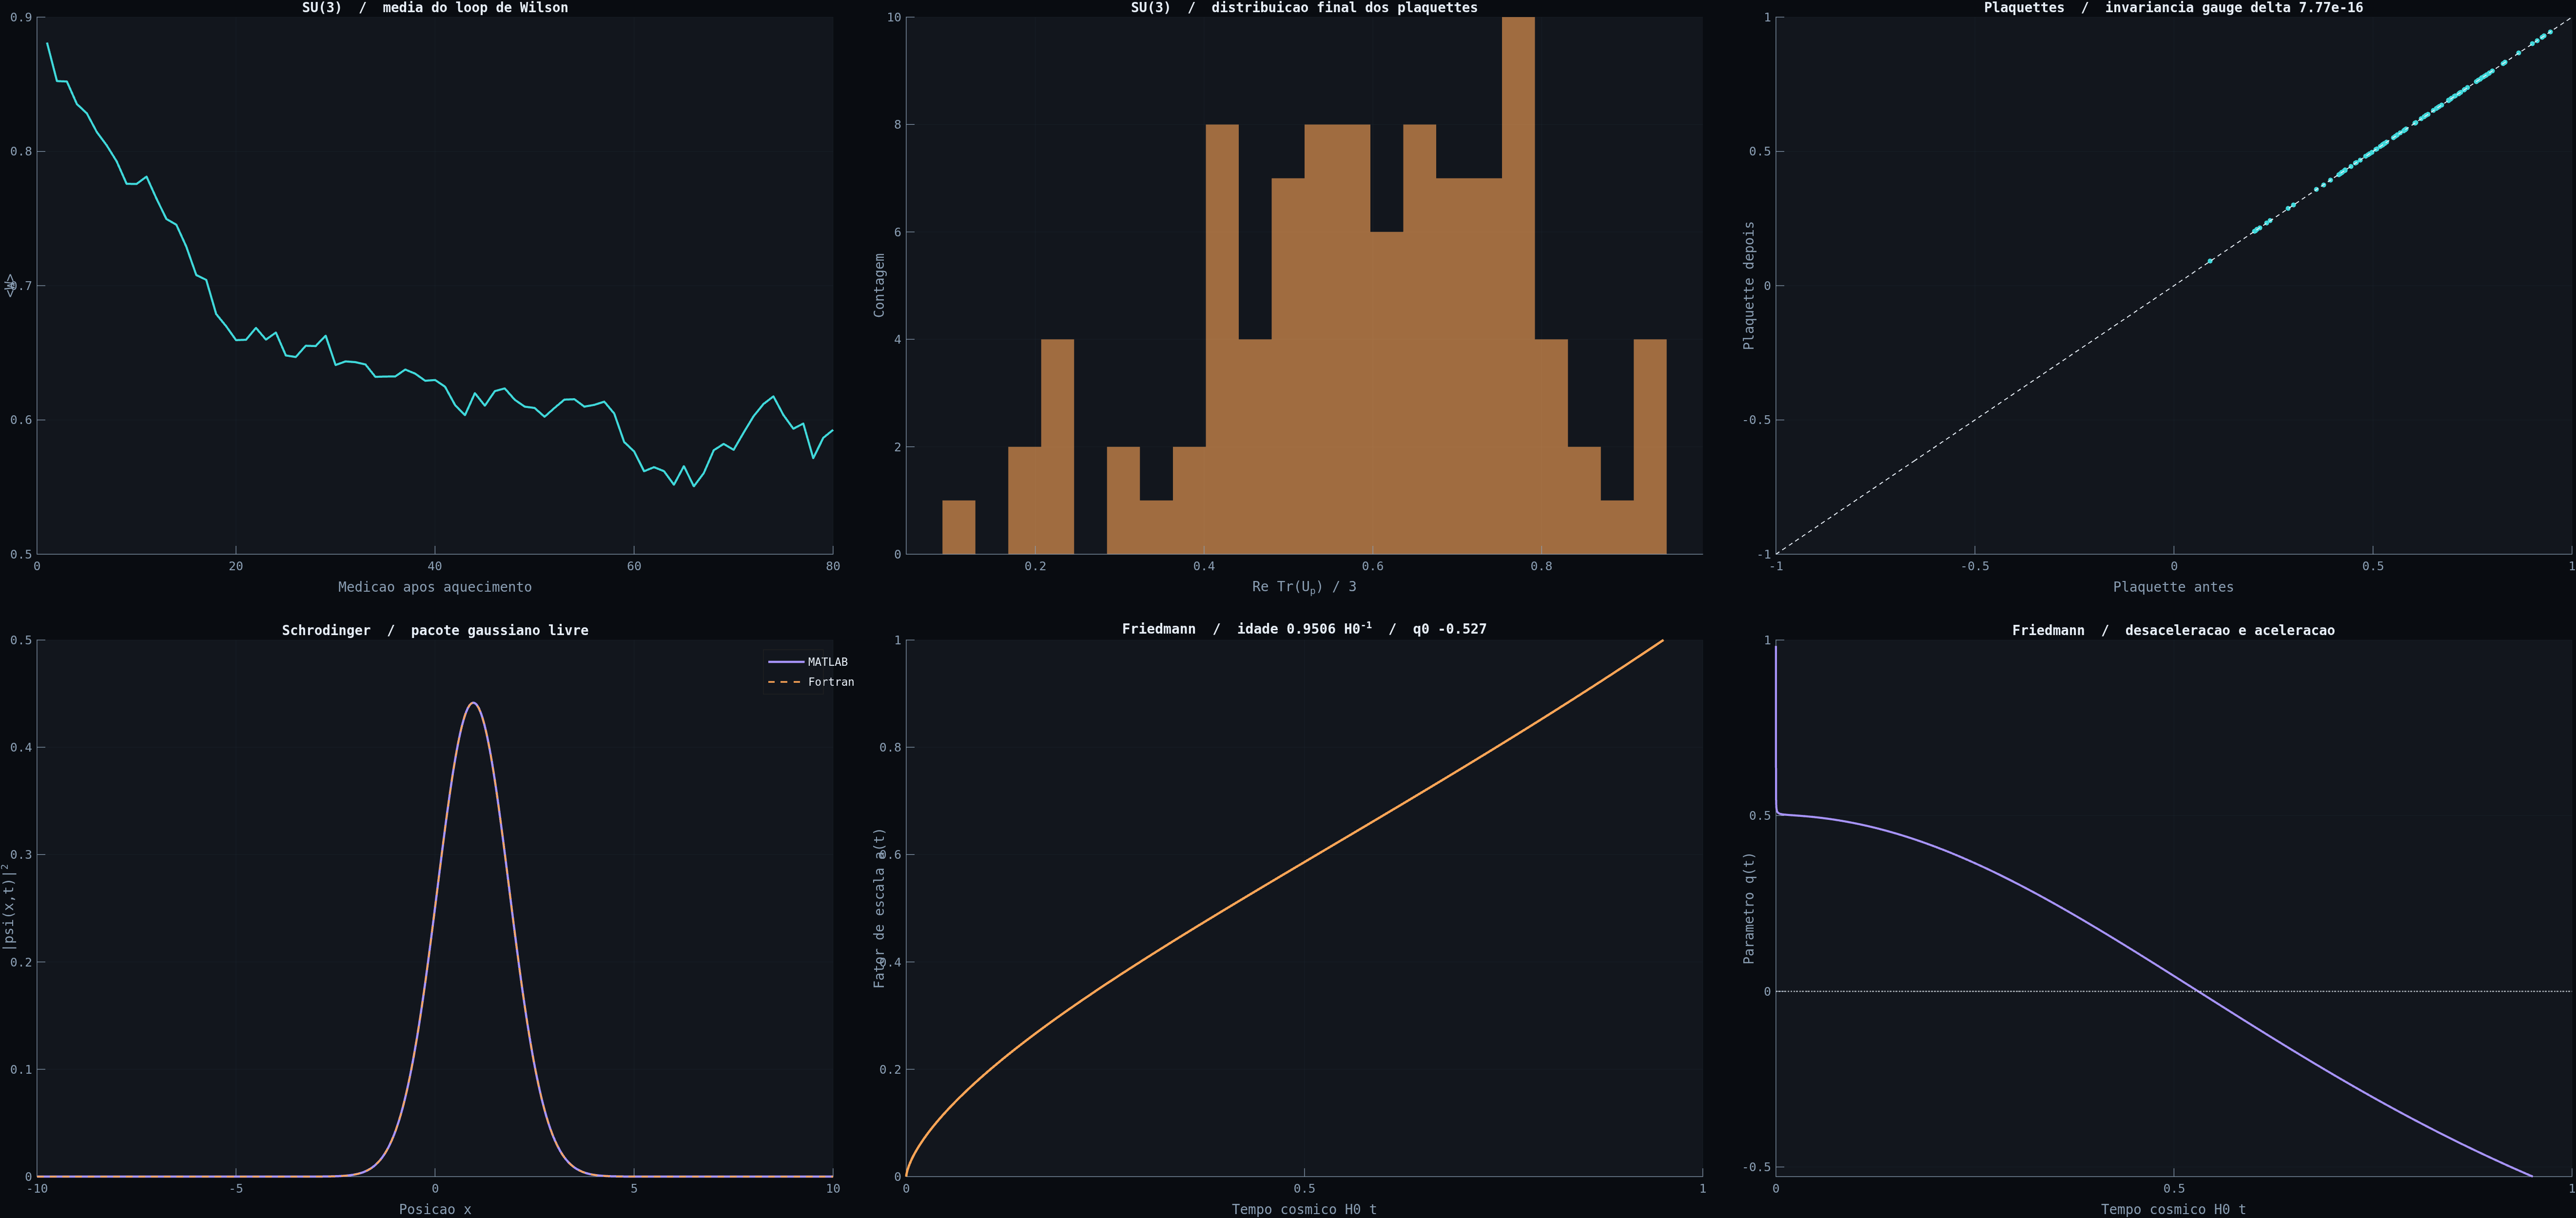 SU(3)  /  media do loop de Wilson
0.9
0.8
0.7
0.6
0.5
<W>
0 20 40 60 80
Medicao apos aquecimento
SU(3)  /  distribuicao final dos plaquettes
10
8
6
4
2
0
Contagem
0.2 0.4 0.6 0.8
Re Tr(Uₚ) / 3
Plaquettes  /  invariancia gauge delta 7.77e-16
1
0.5
0
-0.5
-1
Plaquette depois
-1 -0.5 0 0.5 1
Plaquette antes
Schrodinger  /  pacote gaussiano livre
0.5
0.4
0.3
0.2
0.1
0
|psi(x,t)|²
MATLAB
Fortran
-10 -5 0 5 10
Posicao x
Friedmann  /  idade 0.9506 H0⁻¹  /  q0 -0.527
1
0.8
0.6
0.4
0.2
0
Fator de escala a(t)
0 0.5 1
Tempo cosmico H0 t
Friedmann  /  desaceleracao e aceleracao
1
0.5
0
-0.5
Parametro q(t)
0 0.5 1
Tempo cosmico H0 t